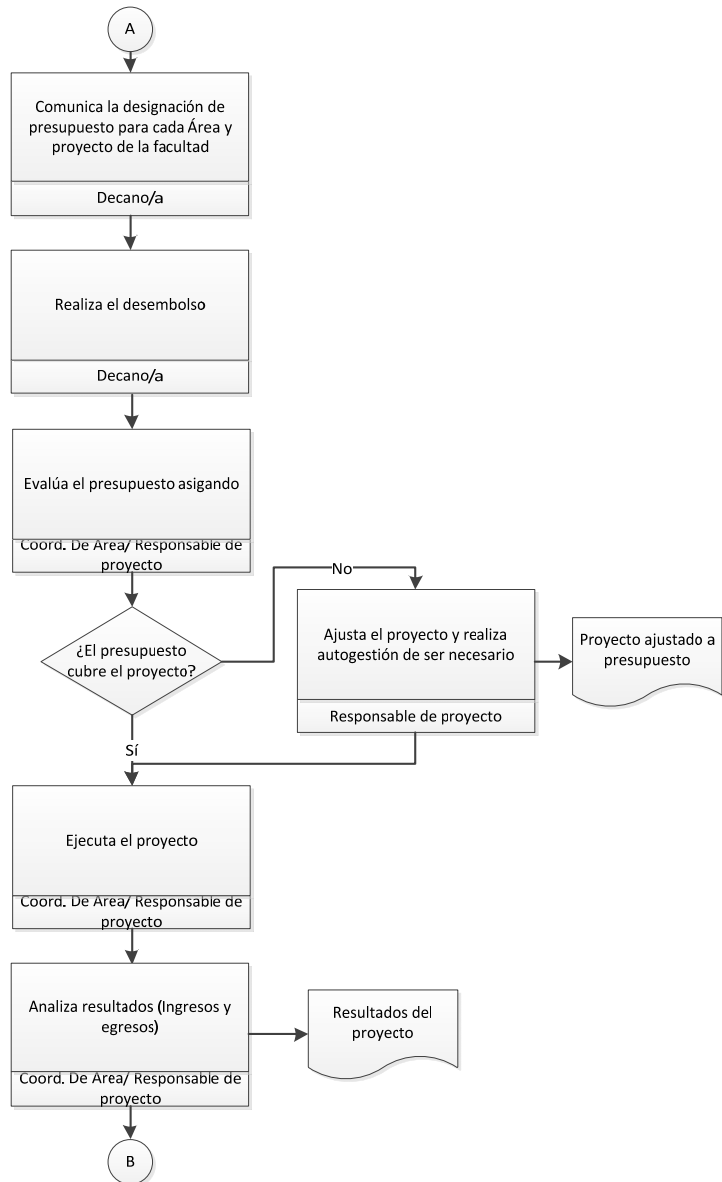 A
Comunica la designación de
presupuesto para cada Área y
proyecto de la facultad
Decano/a
Realiza el desembolso
Decano/a
Evalúa el presupuesto asigando
Coord. De Area/ Responsable de
proyecto
No
¿El presupuesto
cubre el proyecto?
Ajusta el proyecto y realiza
autogestión de ser necesario
Responsable de proyecto
Proyecto ajustado a
presupuesto
Sí
Ejecuta el proyecto
Coord. De Area/ Responsable de
proyecto
Analiza resultados (Ingresos y
egresos)
Coord. De Area/ Responsable de
proyecto
Resultados del
proyecto
B